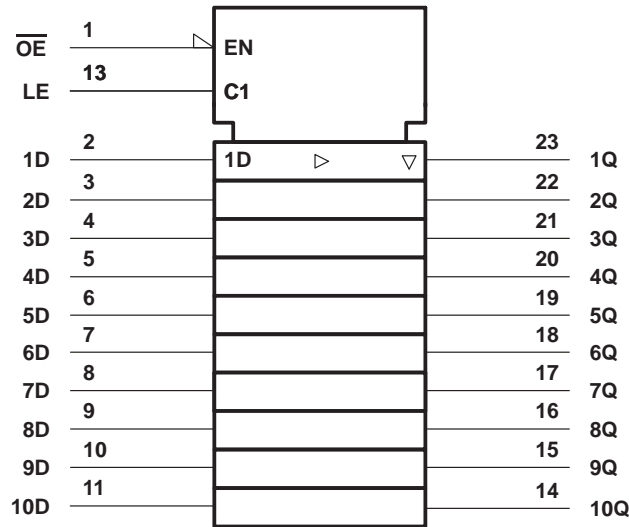 1
O̅E̅ EN
13
LE C1
2 23
1D 1D 1Q
3 22
2D 2Q
4 21
3D 3Q
5 20
4D 4Q
6 19
5D 5Q
7 18
6D 6Q
8 17
7D 7Q
9 16
8D 8Q
10 15
9D 9Q
11 14
10D 10Q